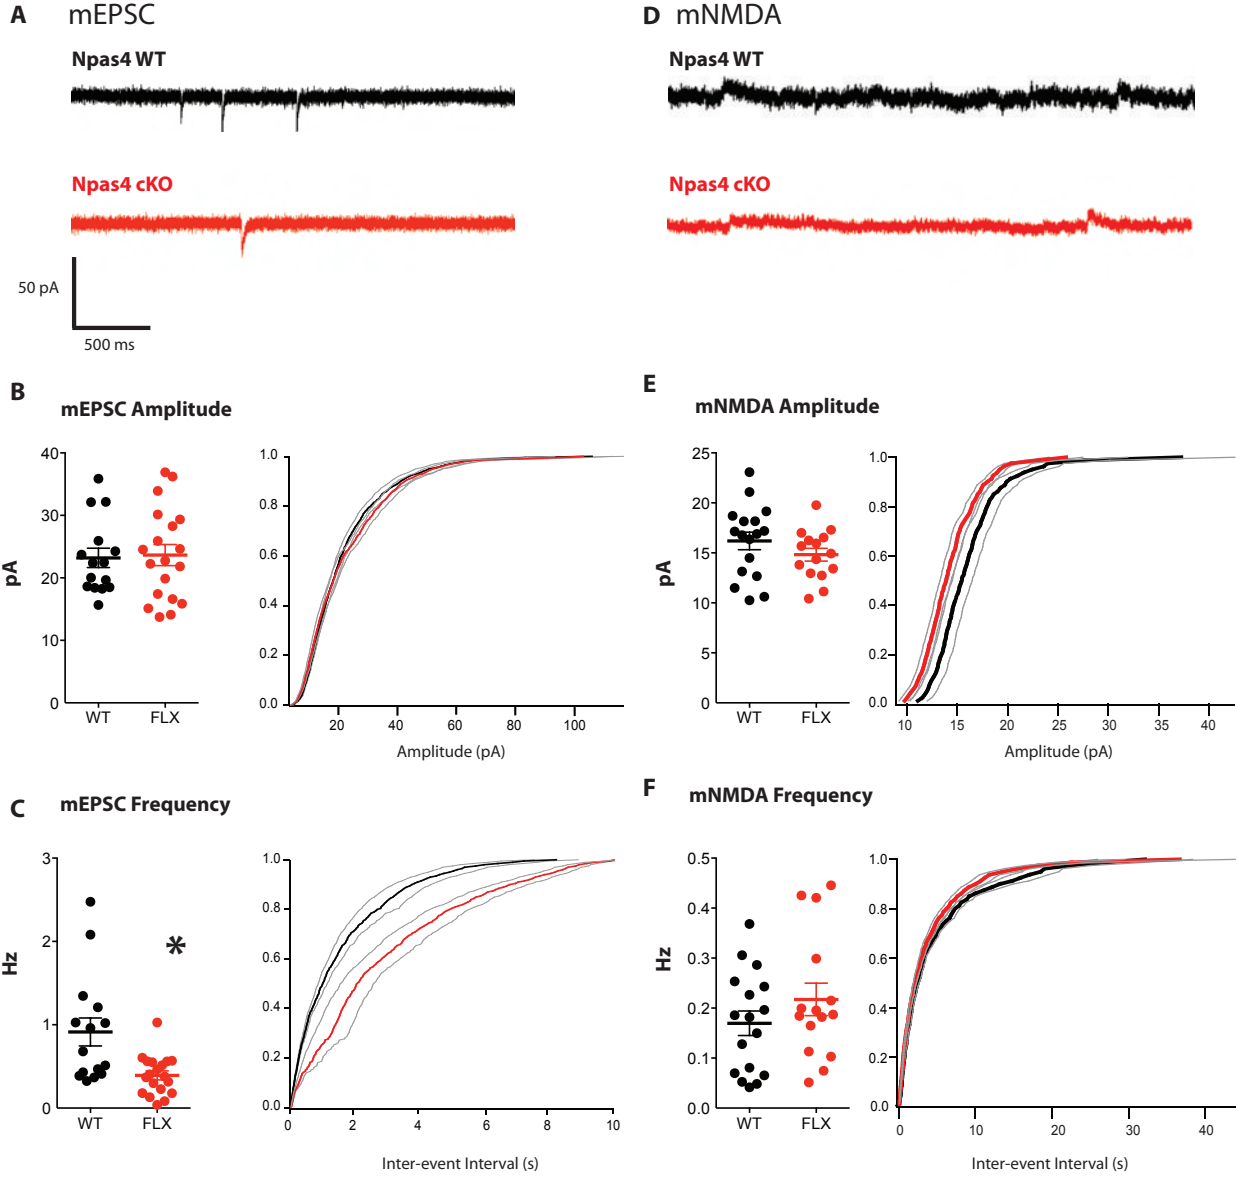 A mEPSC
Npas4 WT
Npas4 cKO
50 pA
500 ms
D mNMDA
Npas4 WT
Npas4 cKO
B
mEPSC Amplitude
pA
40
30
20
10
0
WT FLX
1.0
0.8
0.6
0.4
0.2
0.0
20 40 60 80 100
Amplitude (pA)
E
mNMDA Amplitude
pA
25
20
15
10
5
0
WT FLX
1.0
0.8
0.6
0.4
0.2
0.0
10 15 20 25 30 35 40
Amplitude (pA)
C
mEPSC Frequency
Hz
3
2
1
0
*
WT FLX
1.0
0.8
0.6
0.4
0.2
0.0
0 2 4 6 8 10
Inter-event Interval (s)
F
mNMDA Frequency
Hz
0.5
0.4
0.3
0.2
0.1
0.0
WT FLX
1.0
0.8
0.6
0.4
0.2
0.0
0 10 20 30 40
Inter-event Interval (s)